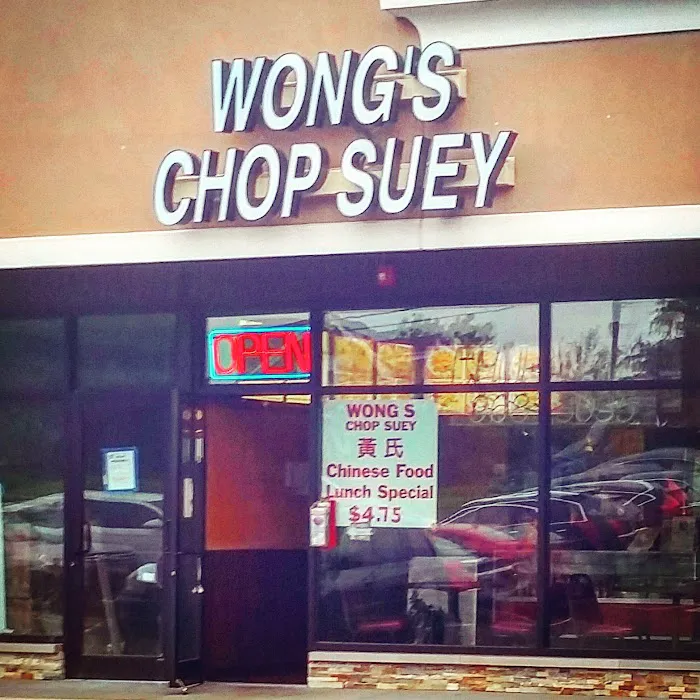 WONG'S
CHOP SUEY
OPEN
WONG S
CHOP SUEY
黃氏
Chinese Food
Lunch Special
$4.75